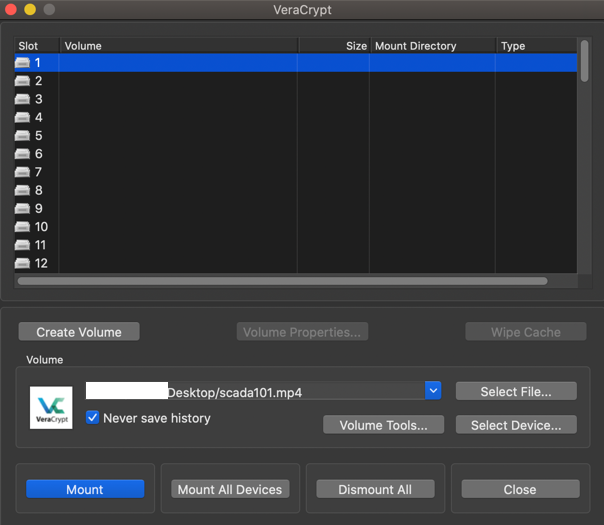 VeraCrypt
Slot Volume Size Mount Directory Type
1
2
3
4
5
6
7
8
9
10
11
12
Create Volume Volume Properties... Wipe Cache
Volume
VC
VeraCrypt
Desktop/scada101.mp4 Select File...
Never save history
Volume Tools... Select Device...
Mount Mount All Devices Dismount All Close